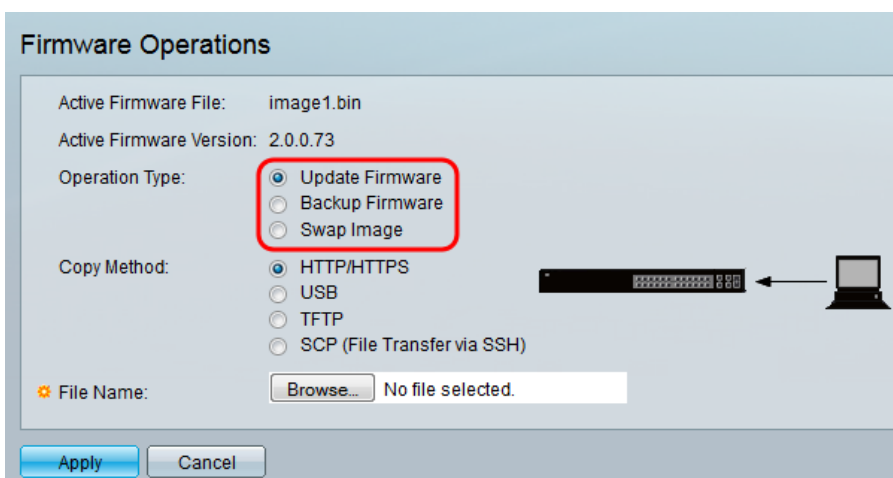 Firmware Operations
Active Firmware File: image1.bin
Active Firmware Version: 2.0.0.73
Operation Type: Update Firmware
Backup Firmware
Swap Image
Copy Method: HTTP/HTTPS
USB
TFTP
SCP (File Transfer via SSH)
File Name: Browse... No file selected.
Apply Cancel